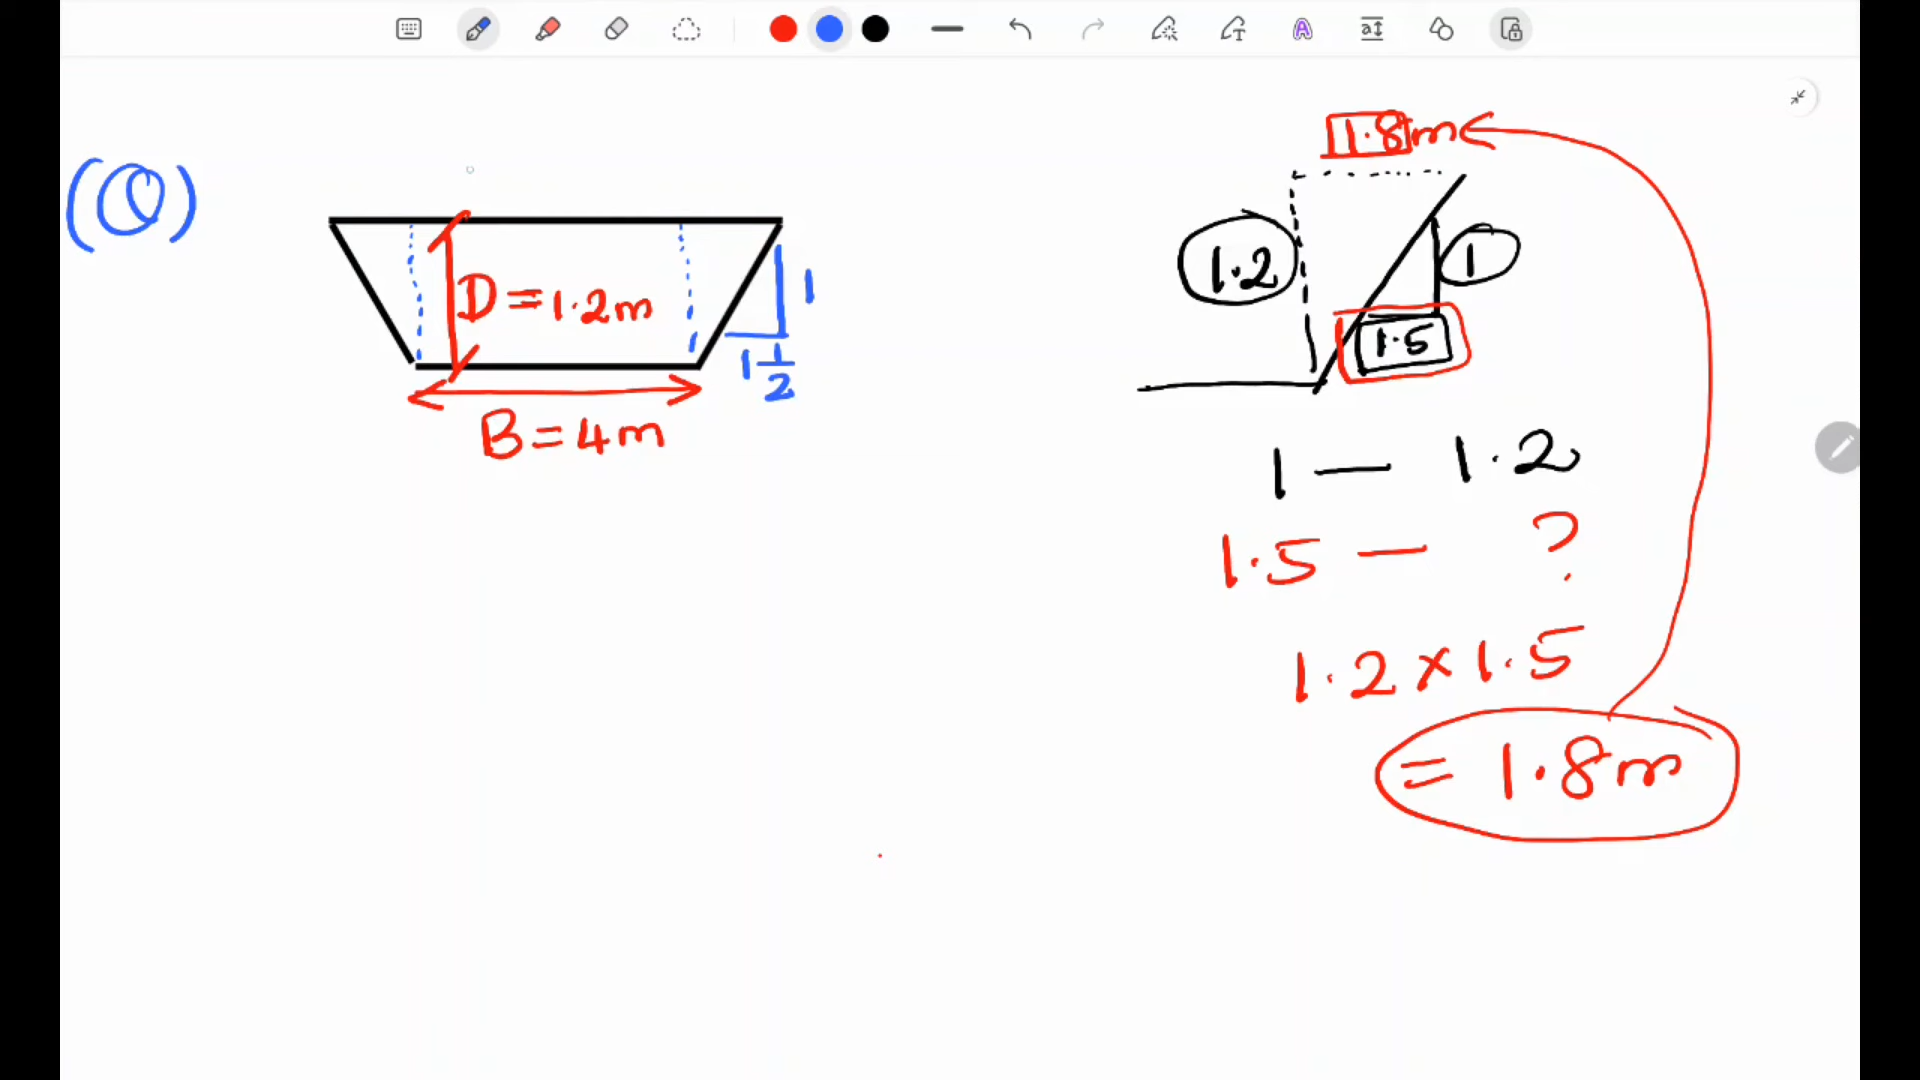 (Q)
D = 1.2m
1
1 1/2
B = 4m
1.8m
1.2
1
1.5
1 — 1.2
1.5 — ?
1.2 x 1.5
= 1.8m